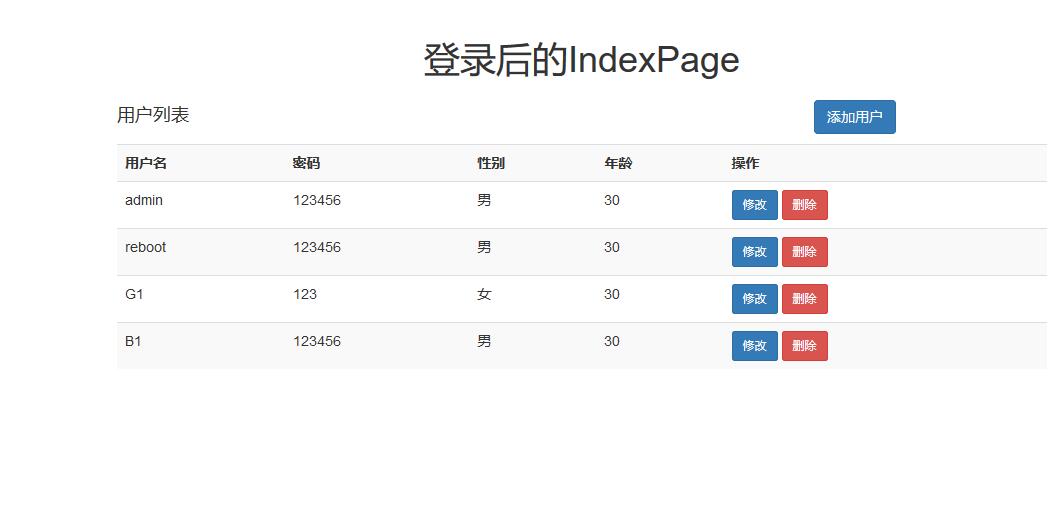 登录后的IndexPage
用户列表 添加用户
用户名 密码 性别 年龄 操作
admin 123456 男 30 修改 删除
reboot 123456 男 30 修改 删除
G1 123 女 30 修改 删除
B1 123456 男 30 修改 删除